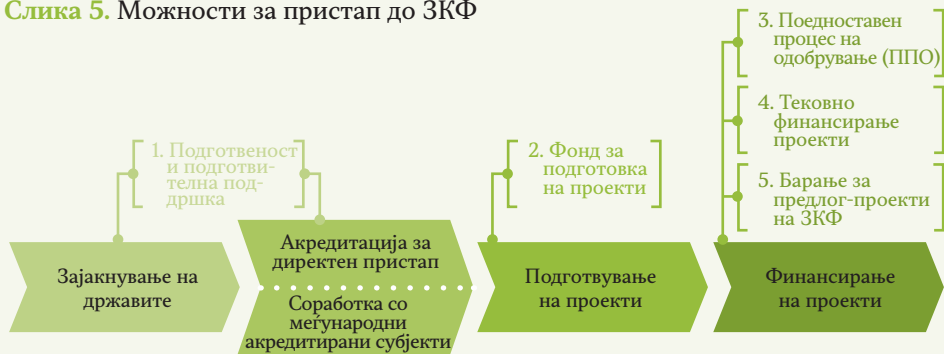 Слика 5. Можности за пристап до ЗКФ
1. Подготвеност
и подготви-
телна под-
дршка
2. Фонд за
подготовка
на проекти
3. Поедноставен
процес на
одобрување (ППО)
4. Тековно
финансирање
проекти
5. Барање за
предлог-проекти
на ЗКФ
Зајакнување на
државите
Акредитација за
директен пристап
Соработка со
меѓународни
акредитирани субјекти
Подготвување
на проекти
Финансирање
на проекти